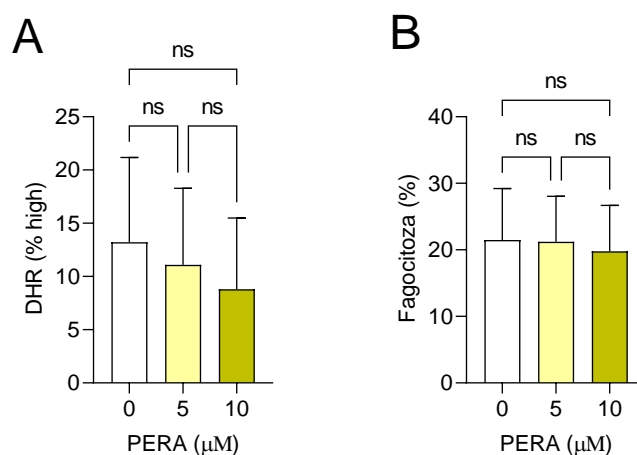 A
ns
ns ns
DHR (% high)
25
20
15
10
5
0
0 5 10
PERA (μM)
B
ns
ns ns
Fagocitoza (%)
40
30
20
10
0
0 5 10
PERA (μM)